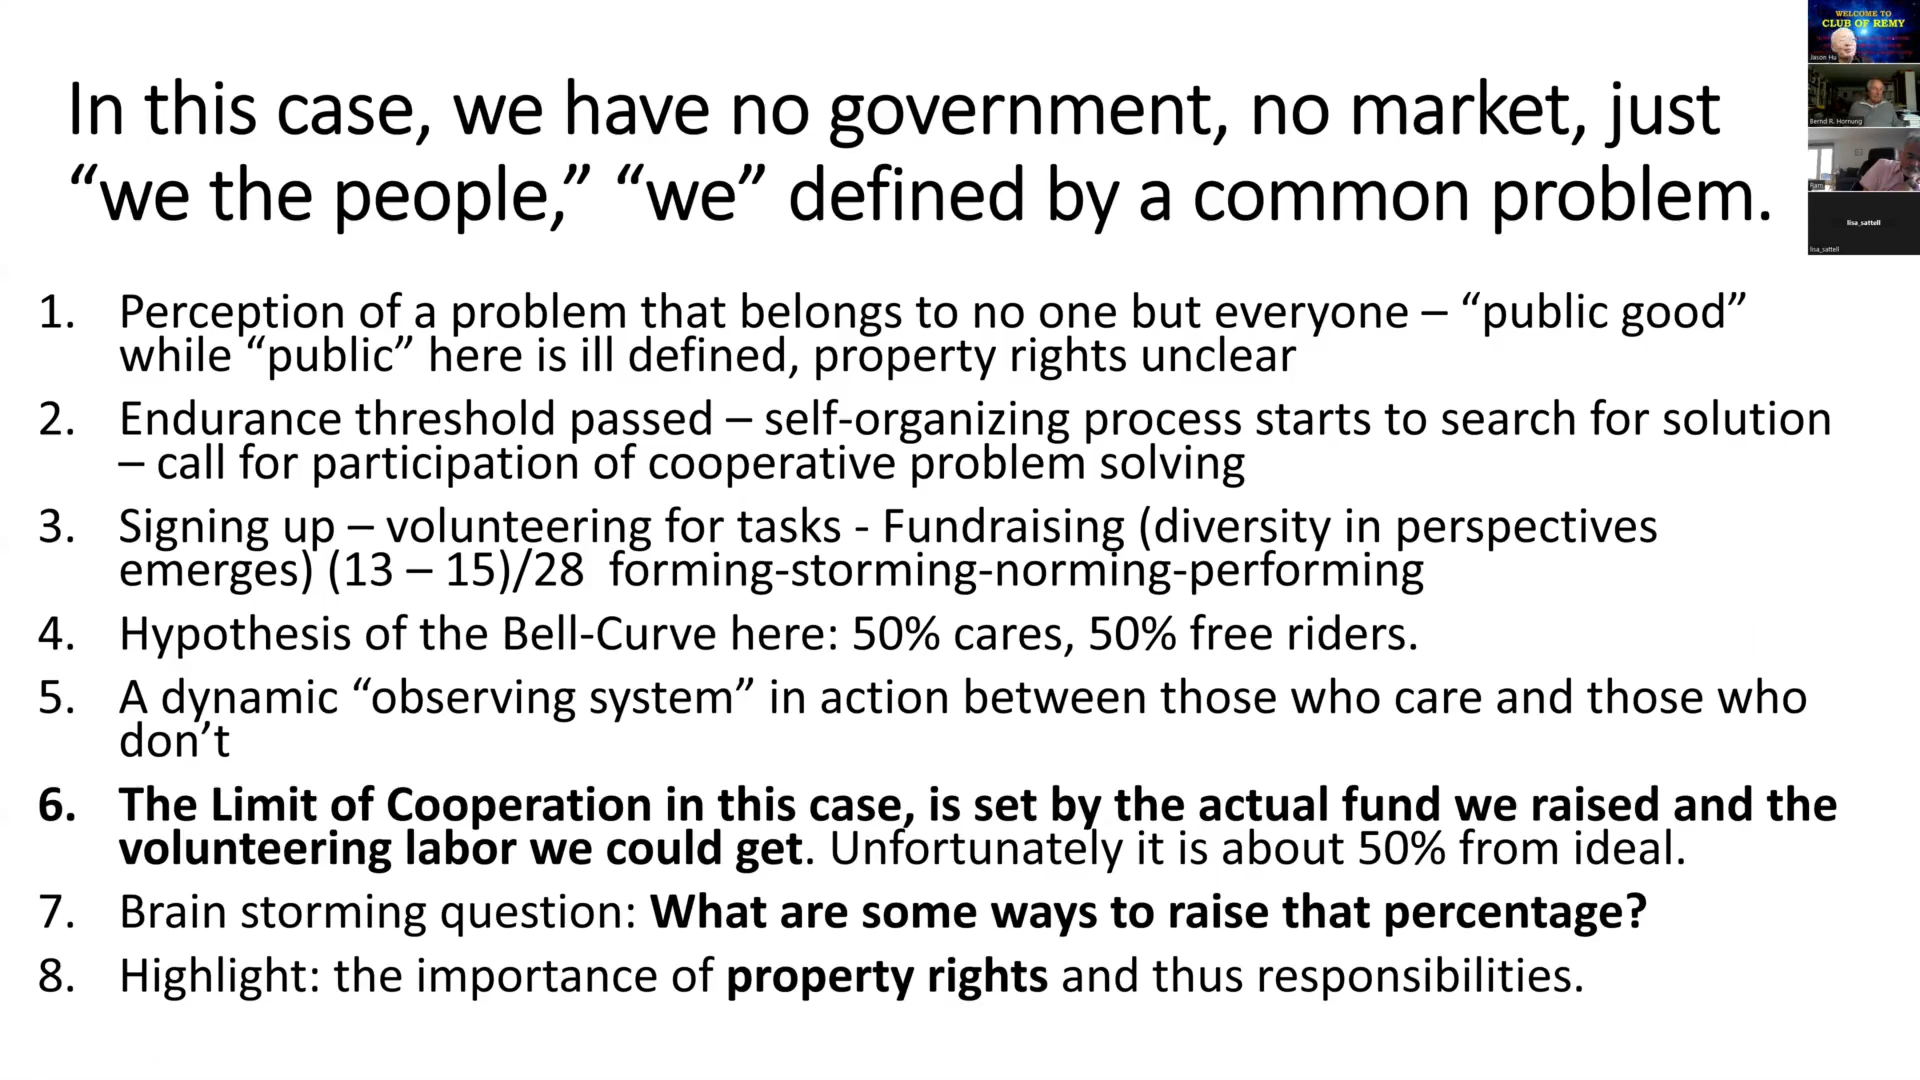 In this case, we have no government, no market, just
“we the people,” “we” defined by a common problem.
1. Perception of a problem that belongs to no one but everyone – “public good”
while “public” here is ill defined, property rights unclear
2. Endurance threshold passed – self-organizing process starts to search for solution
– call for participation of cooperative problem solving
3. Signing up – volunteering for tasks - Fundraising (diversity in perspectives
emerges) (13 – 15)/28  forming-storming-norming-performing
4. Hypothesis of the Bell-Curve here: 50% cares, 50% free riders.
5. A dynamic “observing system” in action between those who care and those who
don’t
6. The Limit of Cooperation in this case, is set by the actual fund we raised and the
volunteering labor we could get. Unfortunately it is about 50% from ideal.
7. Brain storming question: What are some ways to raise that percentage?
8. Highlight: the importance of property rights and thus responsibilities.
WELCOME TO
CLUB OF REMY
Jason Hu
Bernd R. Hornung
Ram
lisa_sattell
lisa_sattell